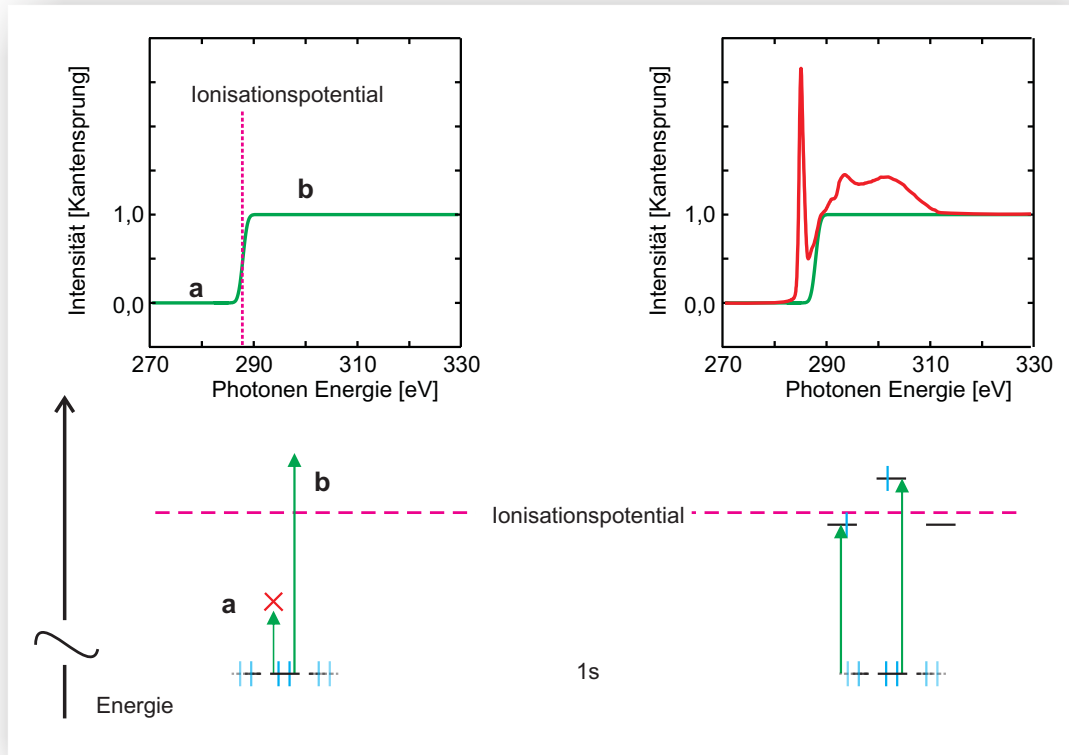 Intensität [Kantensprung]
Ionisationspotential
b
1,0
a
0,0
270 290 310 330
Photonen Energie [eV]
Intensität [Kantensprung]
1,0
0,0
270 290 310 330
Photonen Energie [eV]
b
Ionisationspotential
a
1s
Energie